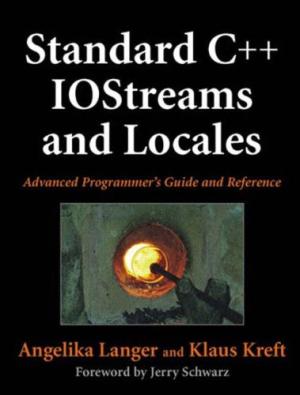 Standard C++
IOStreams
and Locales
Advanced Programmer's Guide and Reference
Angelika Langer and Klaus Kreft
Foreword by Jerry Schwarz